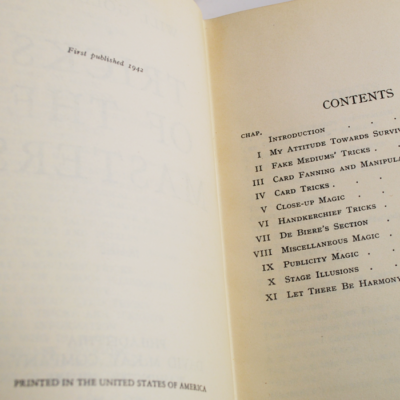 First published 1942
PRINTED IN THE UNITED STATES OF AMERICA
CONTENTS
CHAP.
INTRODUCTION . .
I MY ATTITUDE TOWARDS SURVIV
II FAKE MEDIUMS' TRICKS .
III CARD FANNING AND MANIPULA
IV CARD TRICKS . .
V CLOSE-UP MAGIC . .
VI HANDKERCHIEF TRICKS .
VII DE BIERE'S SECTION . .
VIII MISCELLANEOUS MAGIC . .
IX PUBLICITY MAGIC . .
X STAGE ILLUSIONS . .
XI LET THERE BE HARMONY